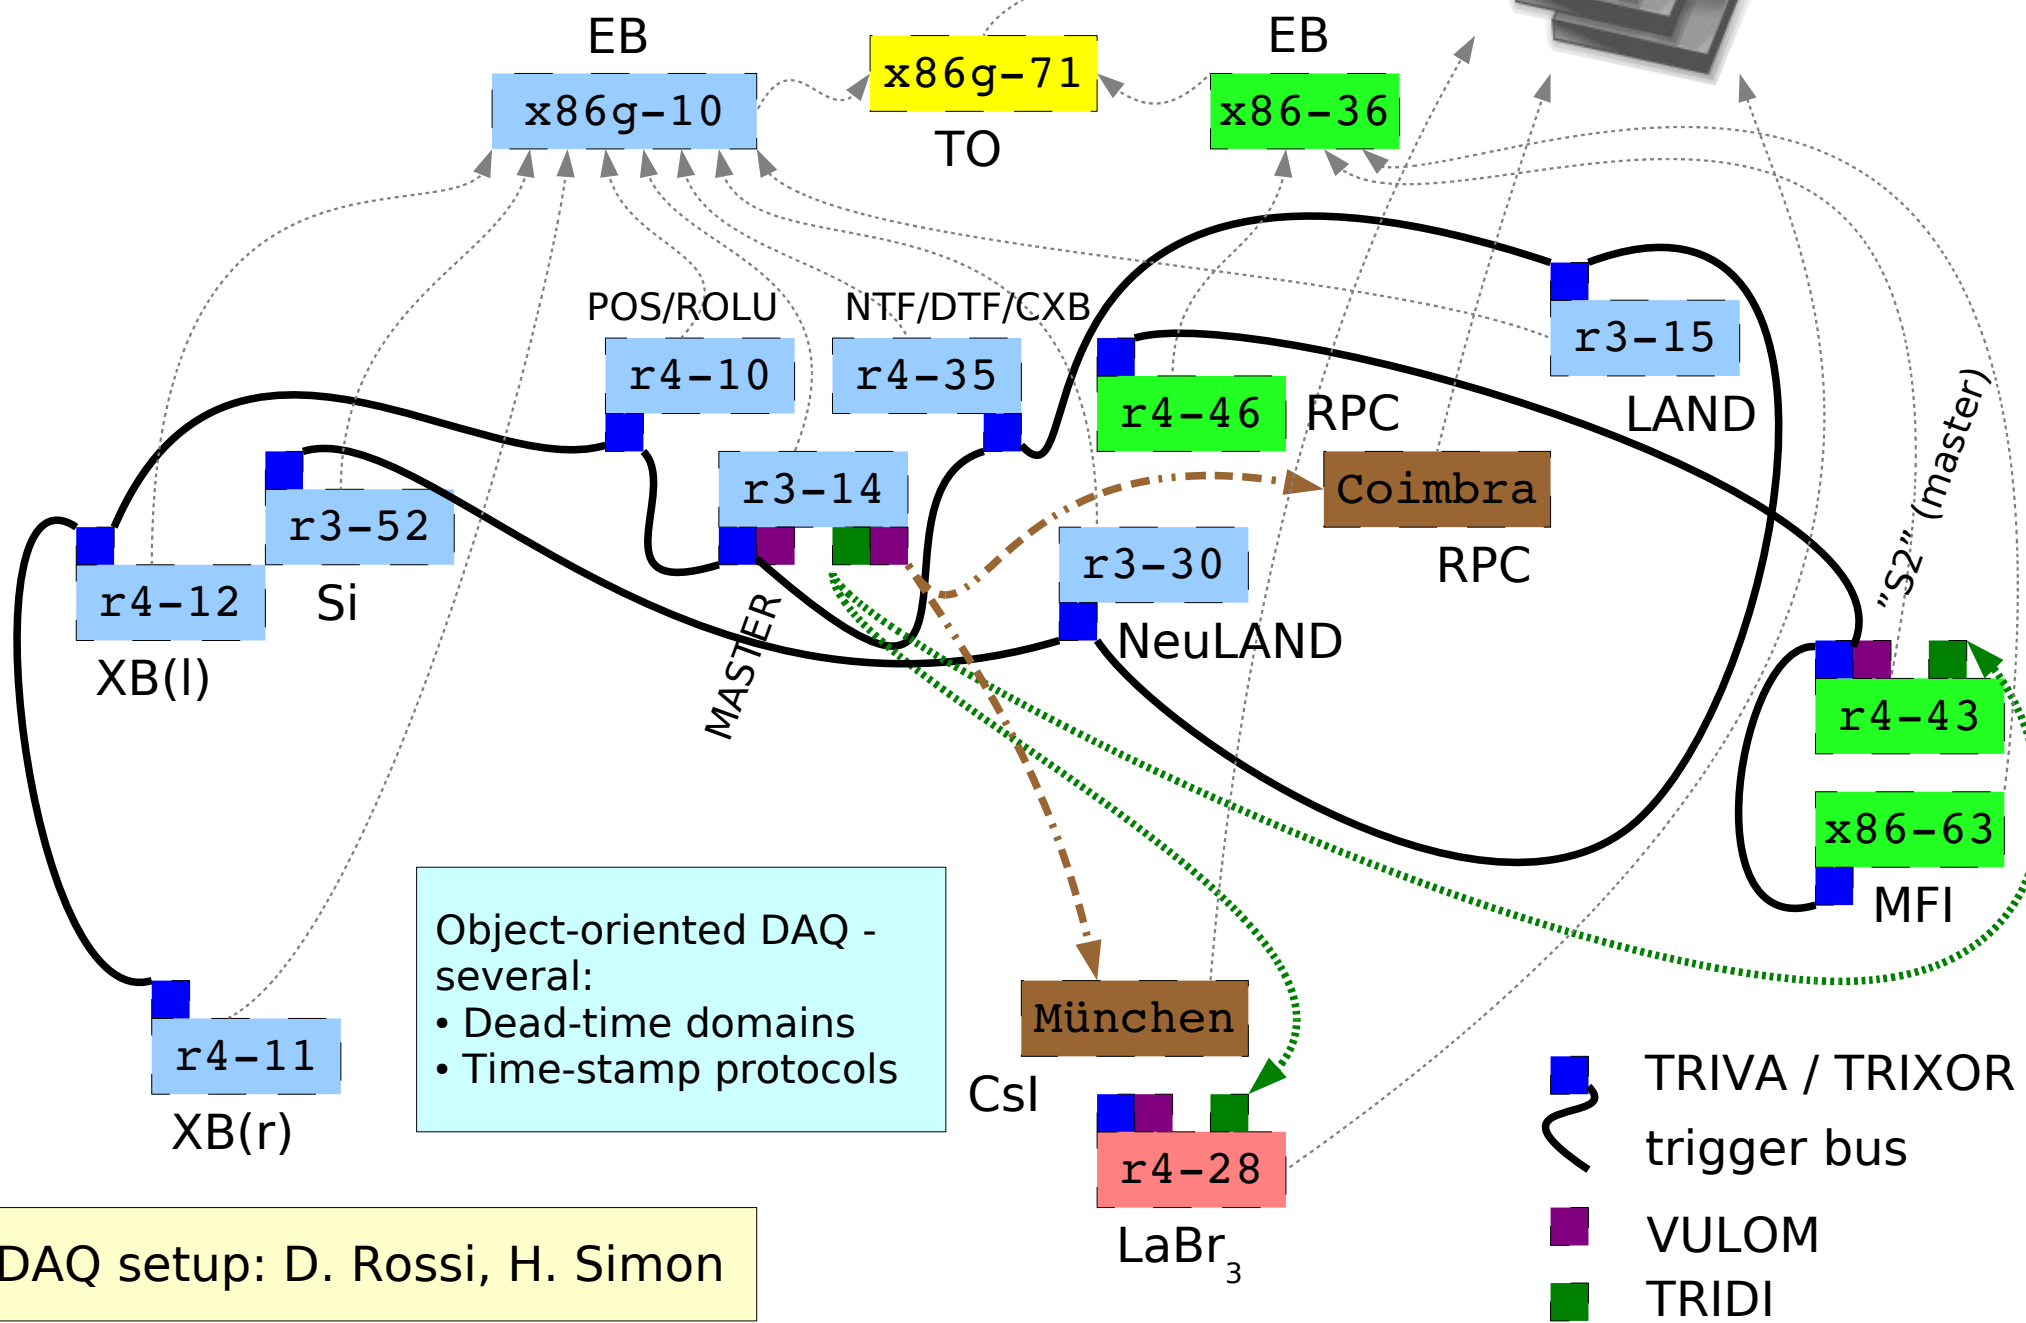 EB
EB
x86g-71
x86g-10
x86-36
TO
POS/ROLU
NTF/DTF/CXB
r3-15
r4-10
r4-35
r4-46
RPC
LAND
r3-14
Coimbra
"S2" (master)
r3-52
r3-30
RPC
r4-12
Si
NeuLAND
XB(l)
MASTER
r4-43
x86-63
MFI
Object-oriented DAQ -
several:
• Dead-time domains
• Time-stamp protocols
München
r4-11
CsI
TRIVA / TRIXOR
XB(r)
trigger bus
r4-28
LaBr3
VULOM
DAQ setup: D. Rossi, H. Simon
TRIDI